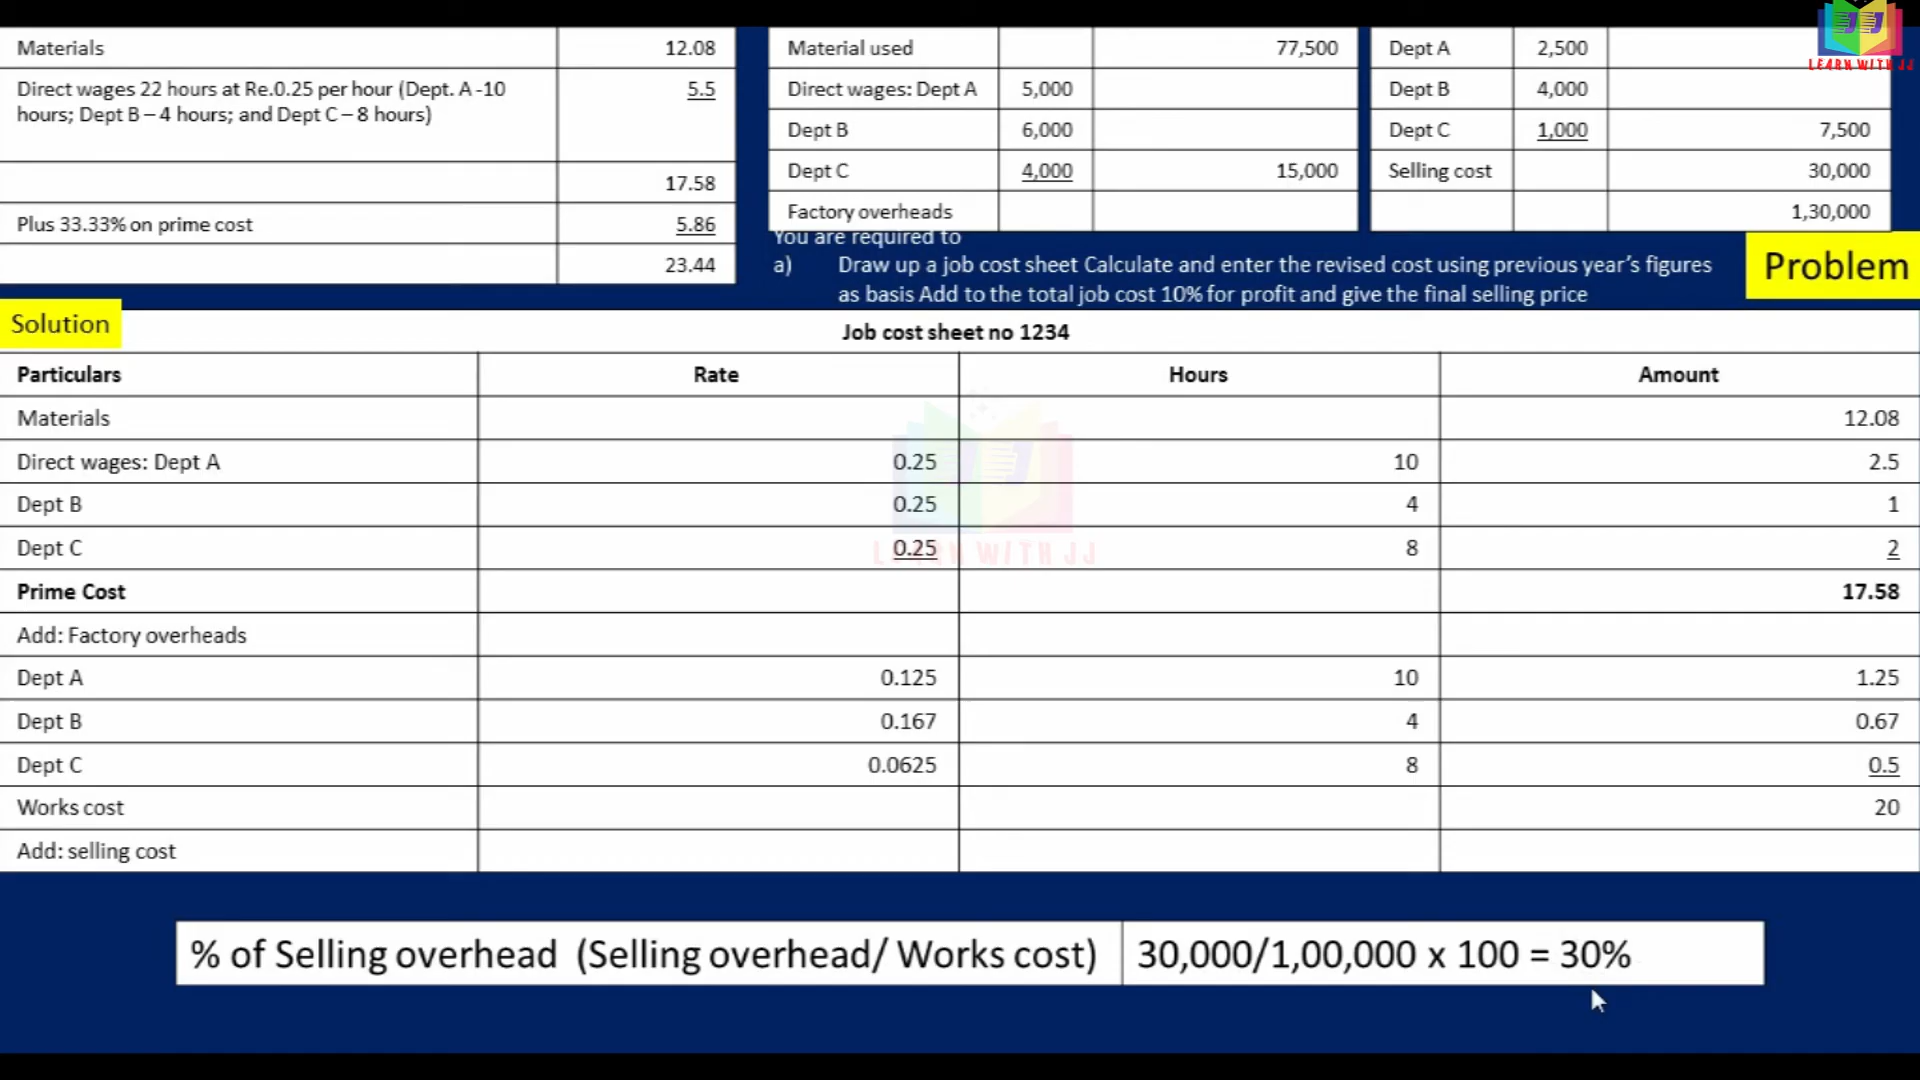 LEARN WITH JJ
Materials 12.08
Direct wages 22 hours at Re.0.25 per hour (Dept. A -10 5.5
hours; Dept B – 4 hours; and Dept C – 8 hours)
17.58
Plus 33.33% on prime cost 5.86
23.44
Material used 77,500
Direct wages: Dept A 5,000
Dept B 6,000
Dept C 4,000 15,000
Factory overheads
Dept A 2,500
Dept B 4,000
Dept C 1,000 7,500
Selling cost 30,000
1,30,000
You are required to
a) Draw up a job cost sheet Calculate and enter the revised cost using previous year’s figures
as basis Add to the total job cost 10% for profit and give the final selling price
Problem
Solution
Job cost sheet no 1234
Particulars Rate Hours Amount
Materials 12.08
Direct wages: Dept A 0.25 10 2.5
Dept B 0.25 4 1
Dept C 0.25 8 2
LEARN WITH JJ
Prime Cost 17.58
Add: Factory overheads
Dept A 0.125 10 1.25
Dept B 0.167 4 0.67
Dept C 0.0625 8 0.5
Works cost 20
Add: selling cost
% of Selling overhead (Selling overhead/ Works cost) 30,000/1,00,000 x 100 = 30%